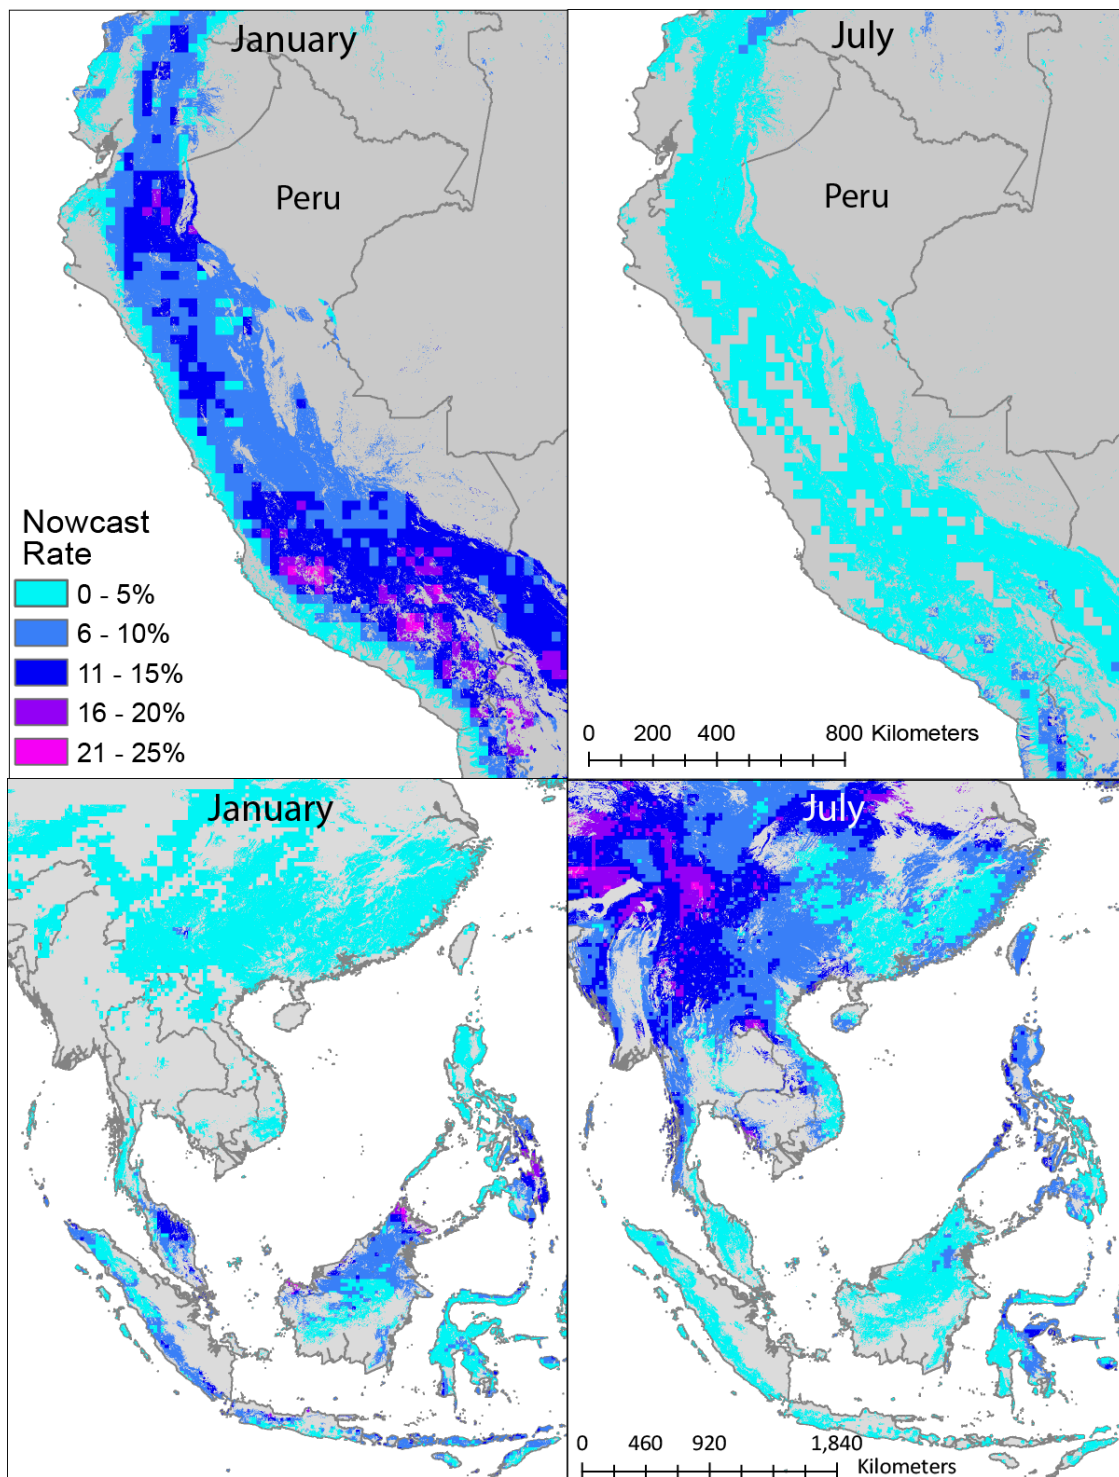 January
July
Peru
Peru
Nowcast
Rate
0 - 5%
6 - 10%
11 - 15%
16 - 20%
21 - 25%
0 200 400 800 Kilometers
January
July
0 460 920 1,840
Kilometers